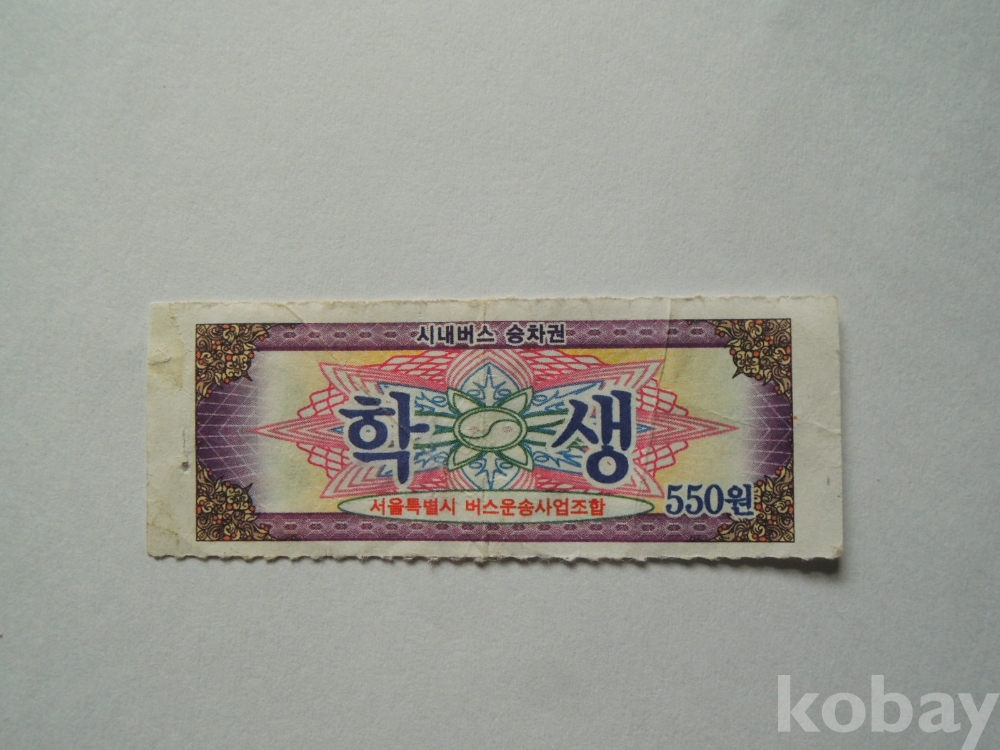 시내버스 승차권
학생
550원
서울특별시 버스운송사업조합
kobay